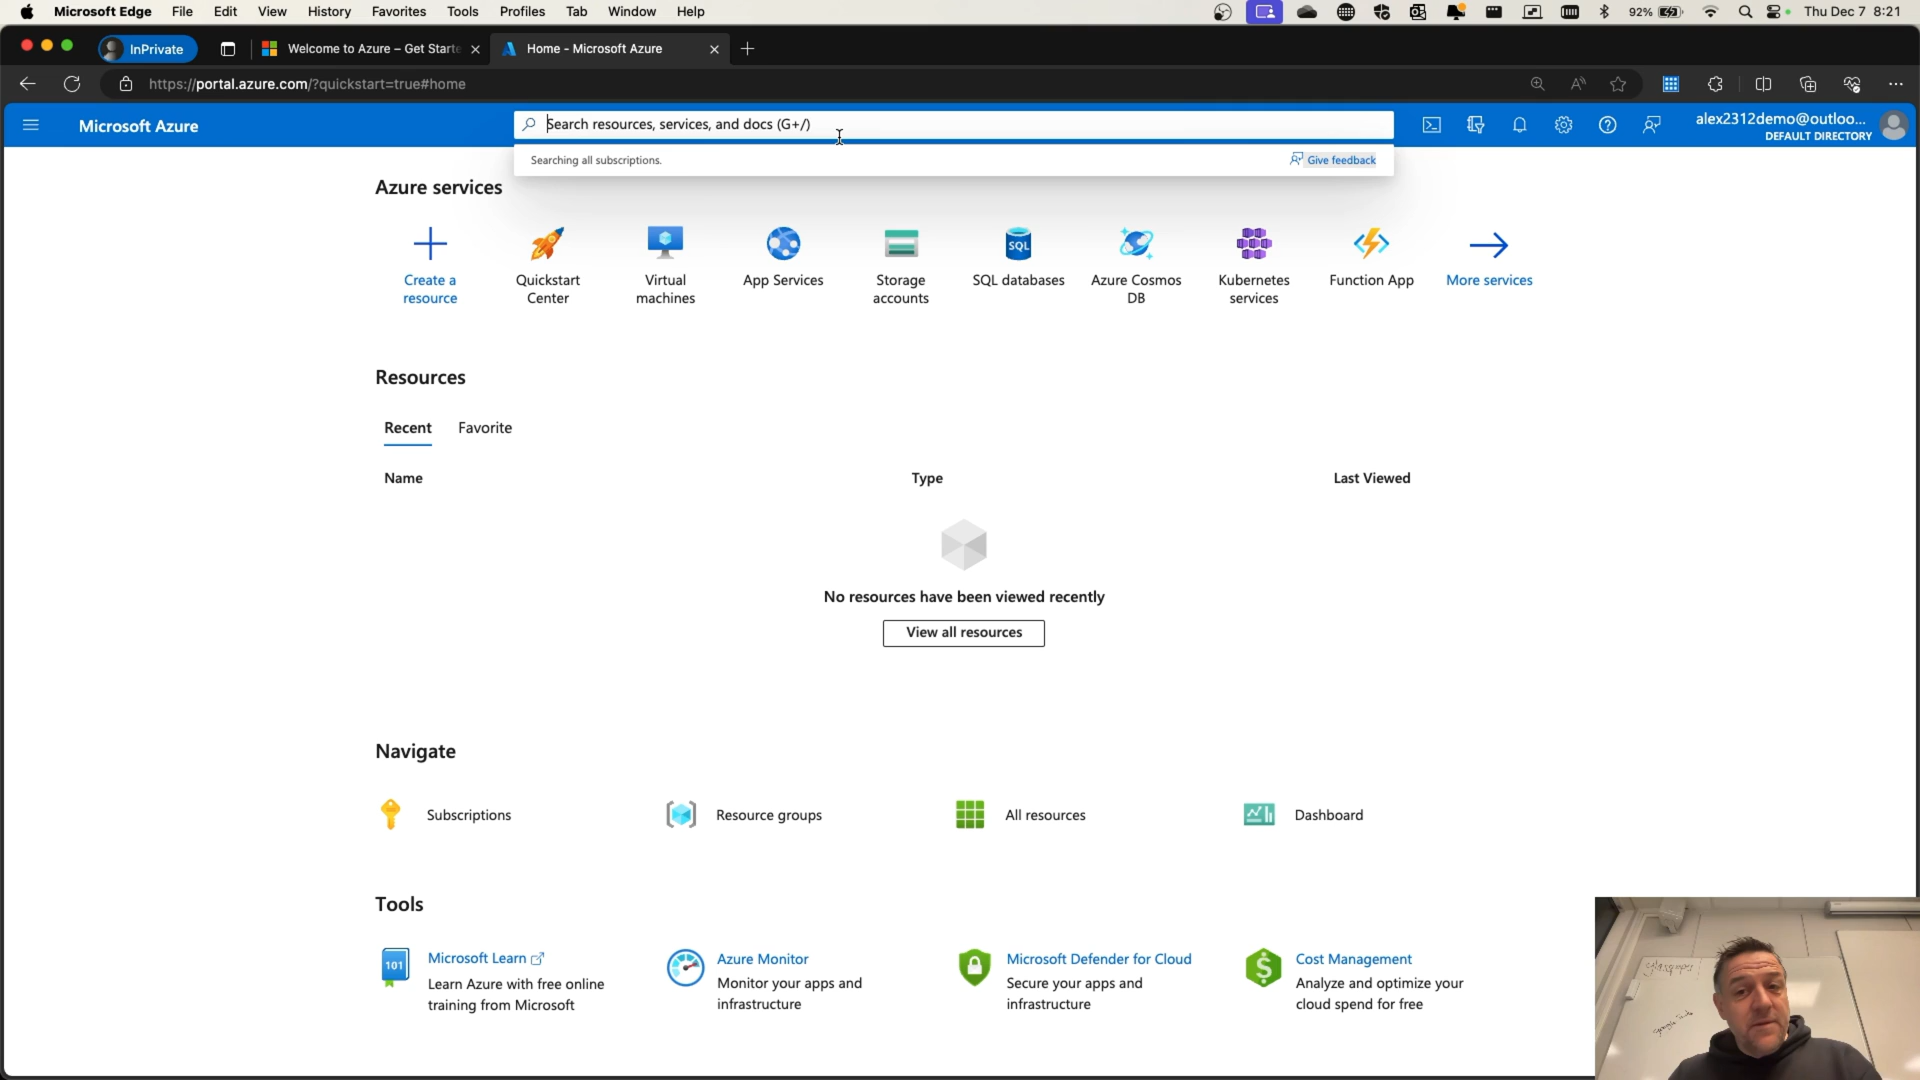 Microsoft Edge File Edit View History Favorites Tools Profiles Tab Window Help 92% Thu Dec 7 8:21
InPrivate Welcome to Azure – Get Starte Home - Microsoft Azure
https://portal.azure.com/?quickstart=true#home
Microsoft Azure
Search resources, services, and docs (G+/)
alex2312demo@outloo...
DEFAULT DIRECTORY
Searching all subscriptions. Give feedback
Azure services
Create a
resource
Quickstart
Center
Virtual
machines
App Services
Storage
accounts
SQL
SQL databases
Azure Cosmos
DB
Kubernetes
services
Function App
More services
Resources
Recent Favorite
Name Type Last Viewed
No resources have been viewed recently
View all resources
Navigate
Subscriptions Resource groups All resources Dashboard
Tools
101
Microsoft Learn
Learn Azure with free online
training from Microsoft
Azure Monitor
Monitor your apps and
infrastructure
Microsoft Defender for Cloud
Secure your apps and
infrastructure
Cost Management
Analyze and optimize your
cloud spend for free